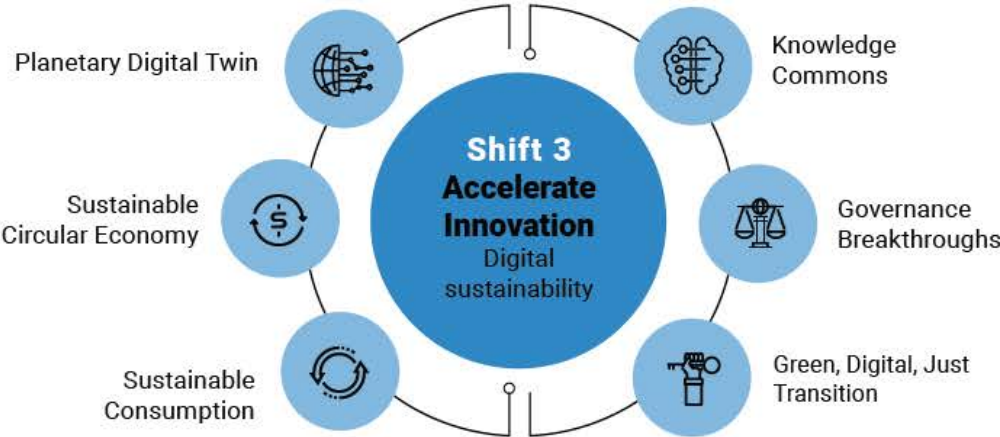 Planetary Digital Twin
Knowledge
Commons
Shift 3
Accelerate
Innovation
Digital
sustainability
Sustainable
Circular Economy
Governance
Breakthroughs
Sustainable
Consumption
Green, Digital, Just
Transition